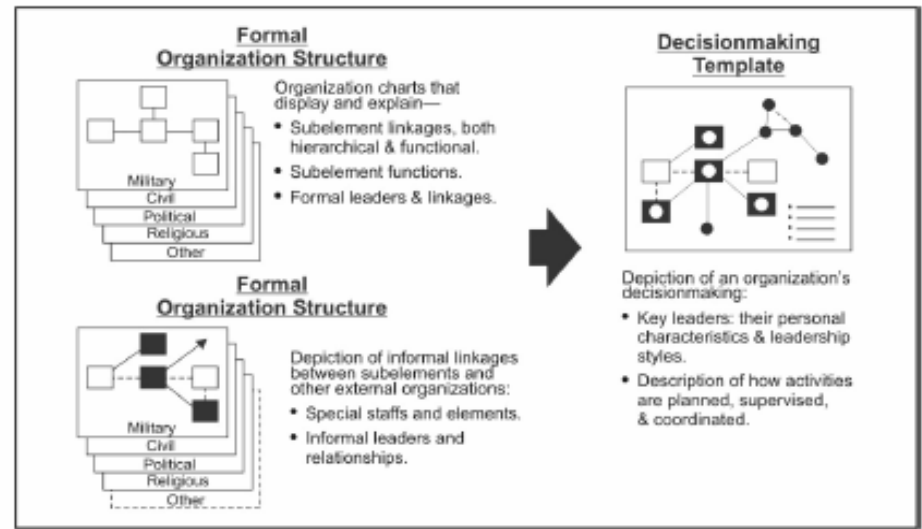 Formal
Organization Structure
Organization charts that
display and explain—
• Subelement linkages, both
hierarchical & functional.
• Subelement functions.
• Formal leaders & linkages.
Military
Civil
Political
Religious
Other
Formal
Organization Structure
Depiction of informal linkages
between subelements and
other external organizations:
• Special staffs and elements.
• Informal leaders and
relationships.
Military
Civil
Political
Religious
Other
Decisionmaking
Template
Depiction of an organization's
decisionmaking:
• Key leaders: their personal
characteristics & leadership
styles.
• Description of how activities
are planned, supervised,
& coordinated.